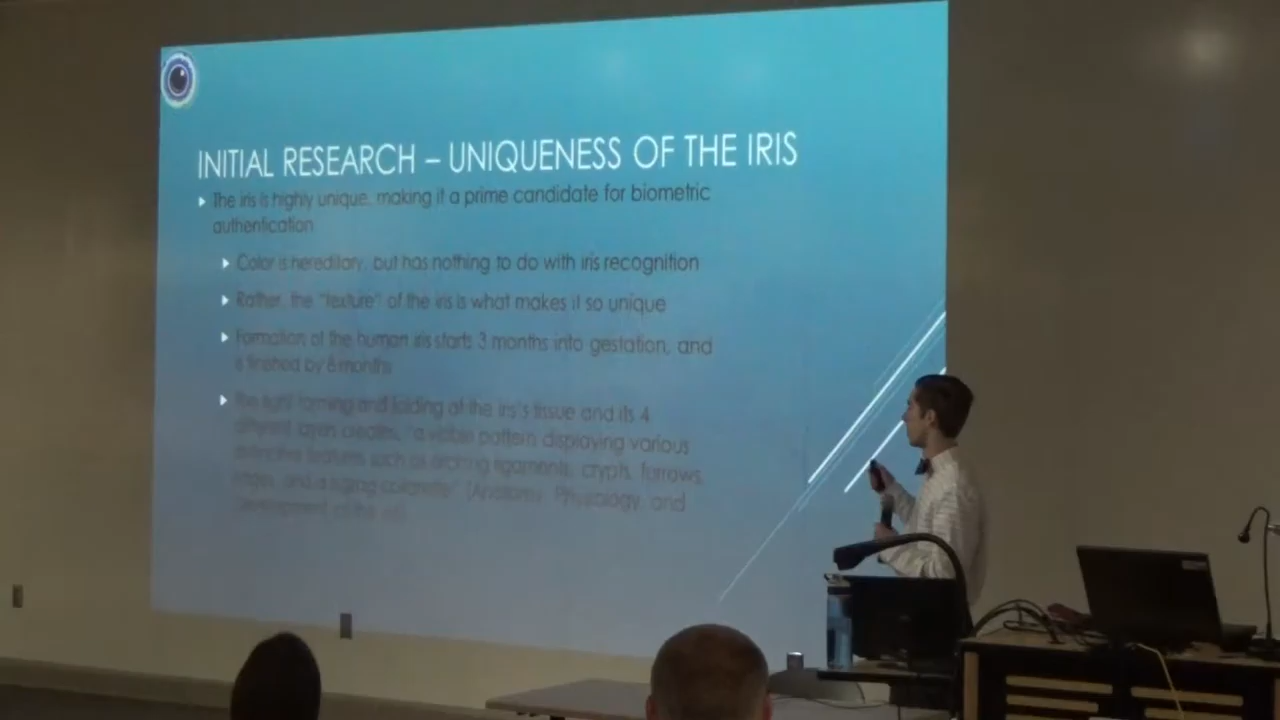 INITIAL RESEARCH – UNIQUENESS OF THE IRIS
The iris is highly unique, making it a prime candidate for biometric
authentication
Color is hereditary, but has nothing to do with iris recognition
Rather, the "texture" of the iris is what makes it so unique
Formation of the human iris starts 3 months into gestation, and
is finished by 8 months
The tight forming and folding of the iris's tissue and its 4
different layers creates, "a visible pattern displaying various
distinctive features such as arching ligaments, crypts, furrows,
ridges, and a zigzag collarette" (Anatomy, Physiology, and
Development of the Iris)